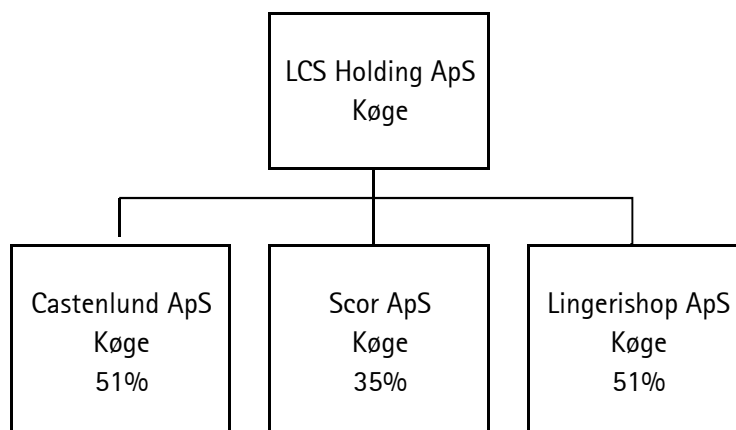 LCS Holding ApS
Køge
Castenlund ApS
Køge
51%
Scor ApS
Køge
35%
Lingerishop ApS
Køge
51%